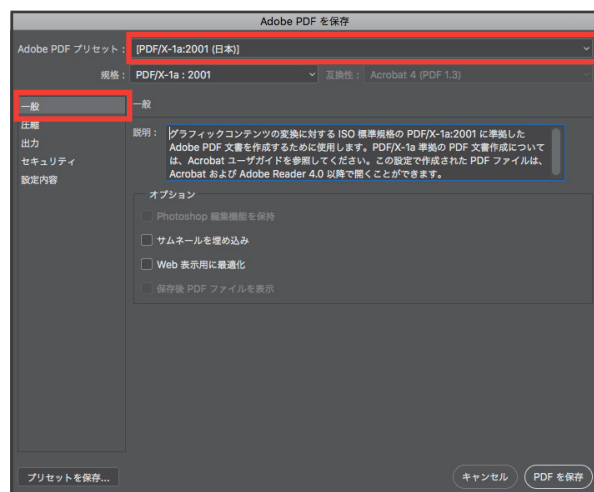 Adobe PDF を保存
Adobe PDF プリセット： [PDF/X-1a:2001 (日本)]
規格： PDF/X-1a : 2001 互換性： Acrobat 4 (PDF 1.3)
一般
圧縮
出力
セキュリティ
設定内容
一般
説明： グラフィックコンテンツの変換に対する ISO 標準規格の PDF/X-1a:2001 に準拠した
Adobe PDF 文書を作成するために使用します。PDF/X-1a 準拠の PDF 文書作成について
は、Acrobat ユーザガイドを参照してください。この設定で作成された PDF ファイルは、
Acrobat および Adobe Reader 4.0 以降で開くことができます。
オプション
Photoshop 編集機能を保持
サムネールを埋め込み
Web 表示用に最適化
保存後 PDF ファイルを表示
プリセットを保存... キャンセル PDF を保存